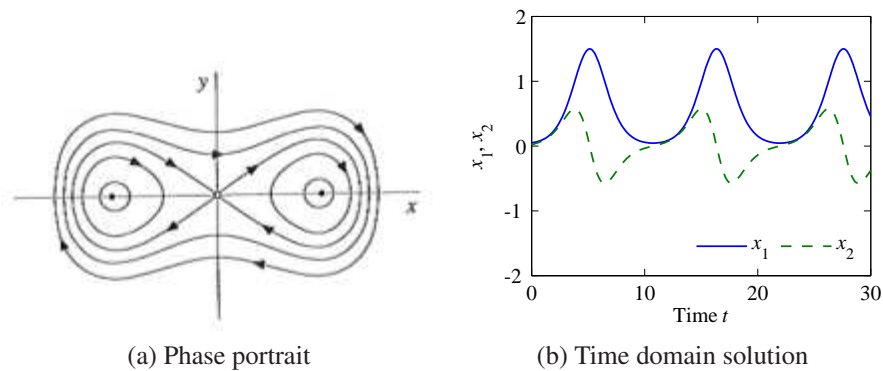 y
x
(a) Phase portrait
2
1
0
-1
-2
x₁, x₂
x₁ x₂
0 10 20 30
Time t
(b) Time domain solution